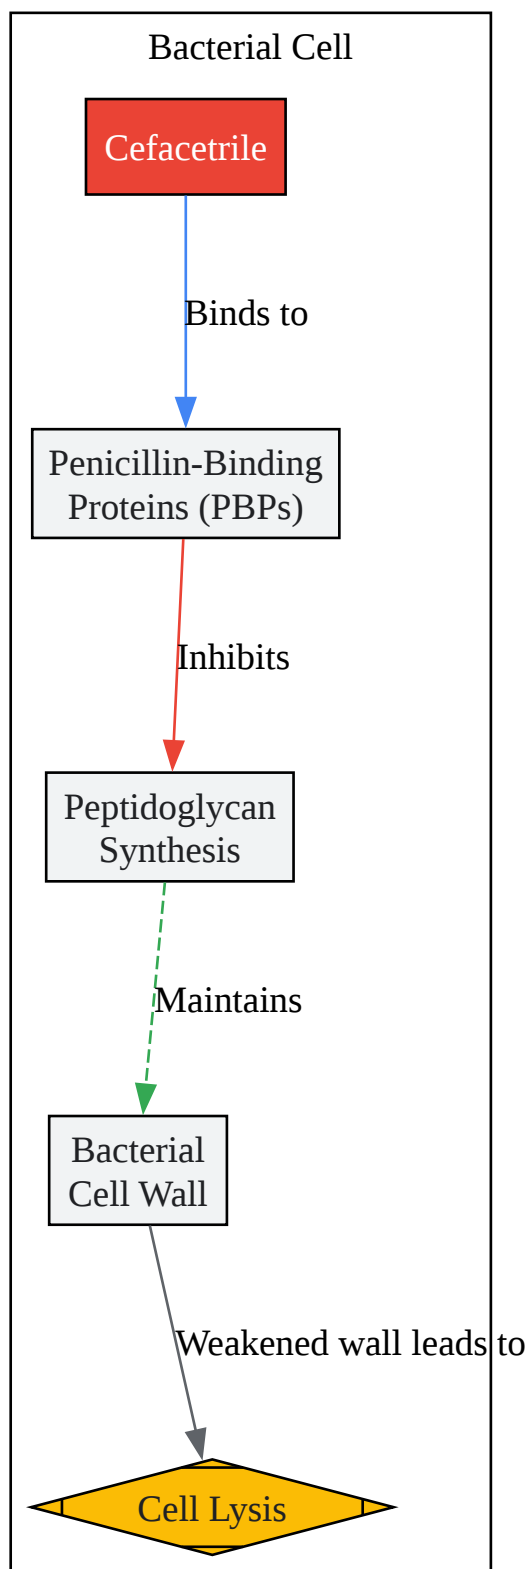 Bacterial Cell
Cefacetrile
Binds to
Penicillin-Binding
Proteins (PBPs)
Inhibits
Peptidoglycan
Synthesis
Maintains
Bacterial
Cell Wall
Weakened wall leads to
Cell Lysis